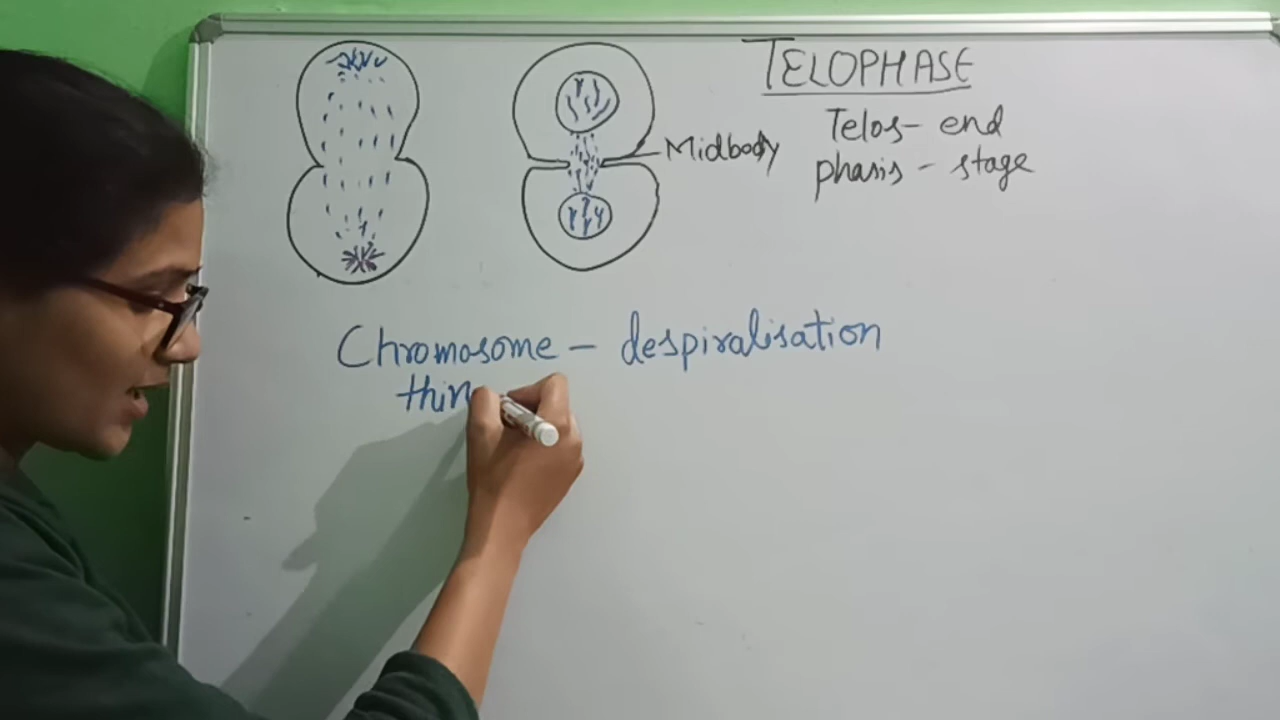 TELOPHASE
Telos - end
phasis - stage
Midbody
Chromosome - despiralisation
thin